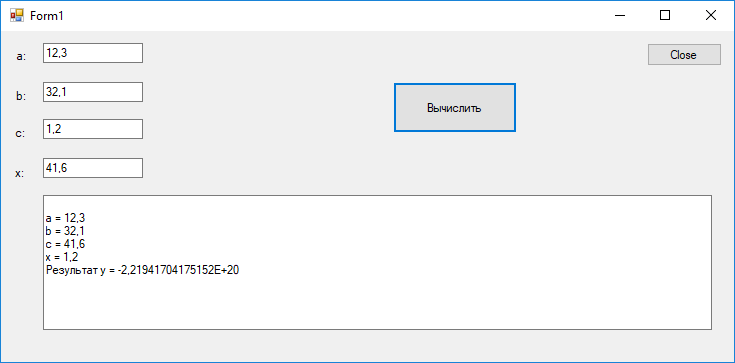 Form1
a: 12,3
Close
b: 32,1
Вычислить
c: 1,2
x: 41,6
a = 12,3
b = 32,1
c = 41,6
x = 1,2
Результат y = -2,21941704175152E+20